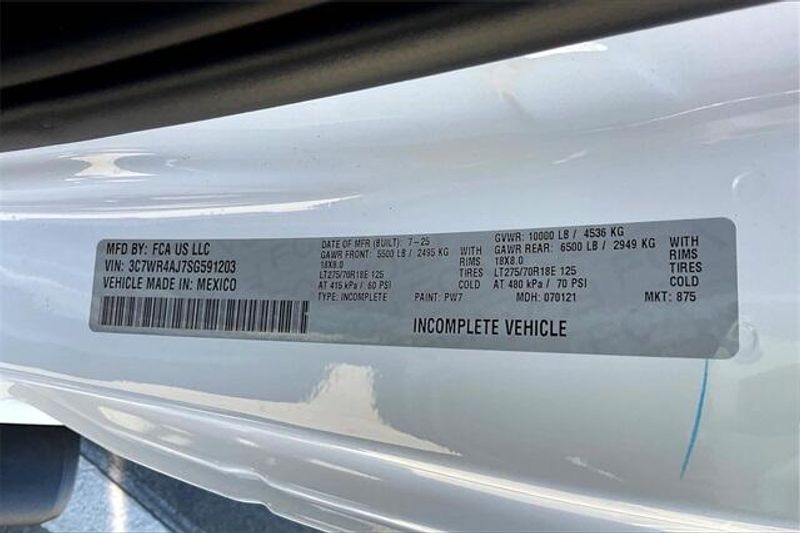 MFD BY: FCA US LLC
VIN: 3C7WR4AJ7SG591203
VEHICLE MADE IN: MEXICO
DATE OF MFR (BUILT): 7-25
GAWR FRONT: 5500 LB / 2495 KG WITH
18X8.0 RIMS
LT275/70R18E 125 TIRES
AT 415 kPa / 60 PSI COLD
TYPE: INCOMPLETE
GVWR: 10000 LB / 4536 KG
GAWR REAR: 6500 LB / 2949 KG WITH
18X8.0 RIMS
LT275/70R18E 125 TIRES
AT 480 kPa / 70 PSI COLD
PAINT: PW7 MDH: 070121 MKT: 875
INCOMPLETE VEHICLE